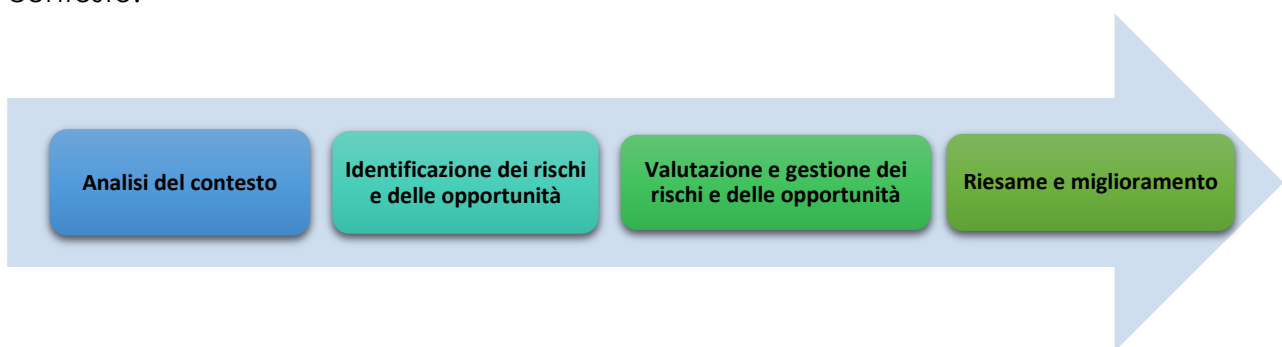 Analisi del contesto
Identificazione dei rischi
e delle opportunità
Valutazione e gestione dei
rischi e delle opportunità
Riesame e miglioramento